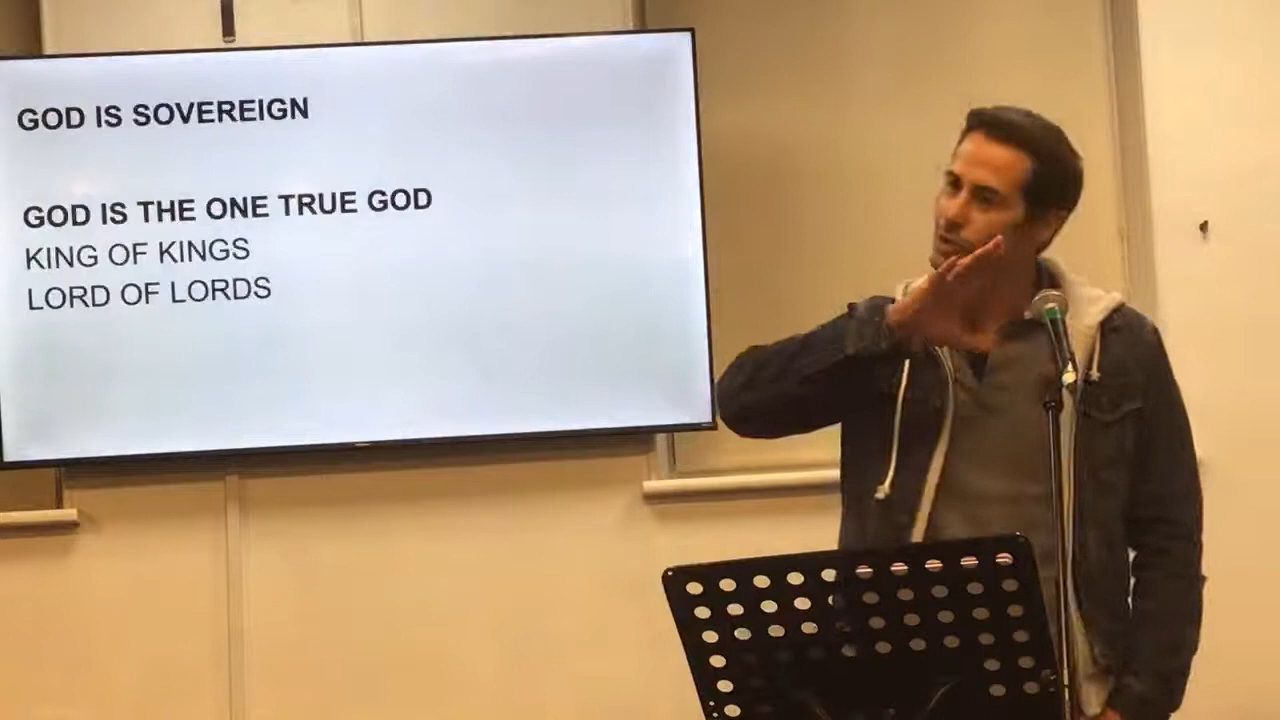 GOD IS SOVEREIGN
GOD IS THE ONE TRUE GOD
KING OF KINGS
LORD OF LORDS